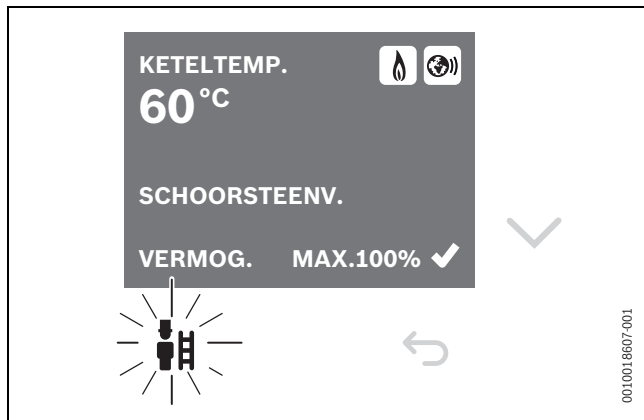 KETELTEMP.
60°C
SCHOORSTEENV.
VERMOG. MAX.100%
0010018607-001